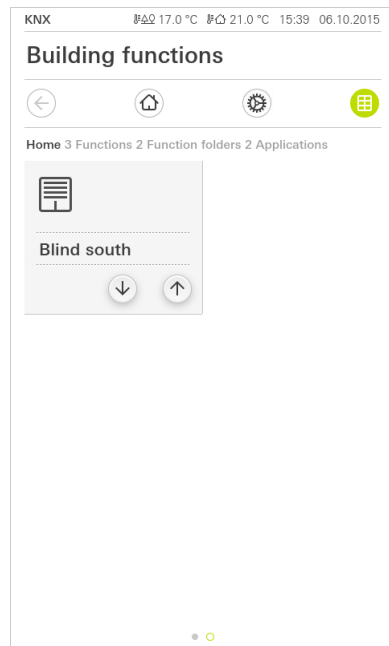 KNX 17.0 °C 21.0 °C 15:39 06.10.2015
Building functions
Home 3 Functions 2 Function folders 2 Applications
Blind south